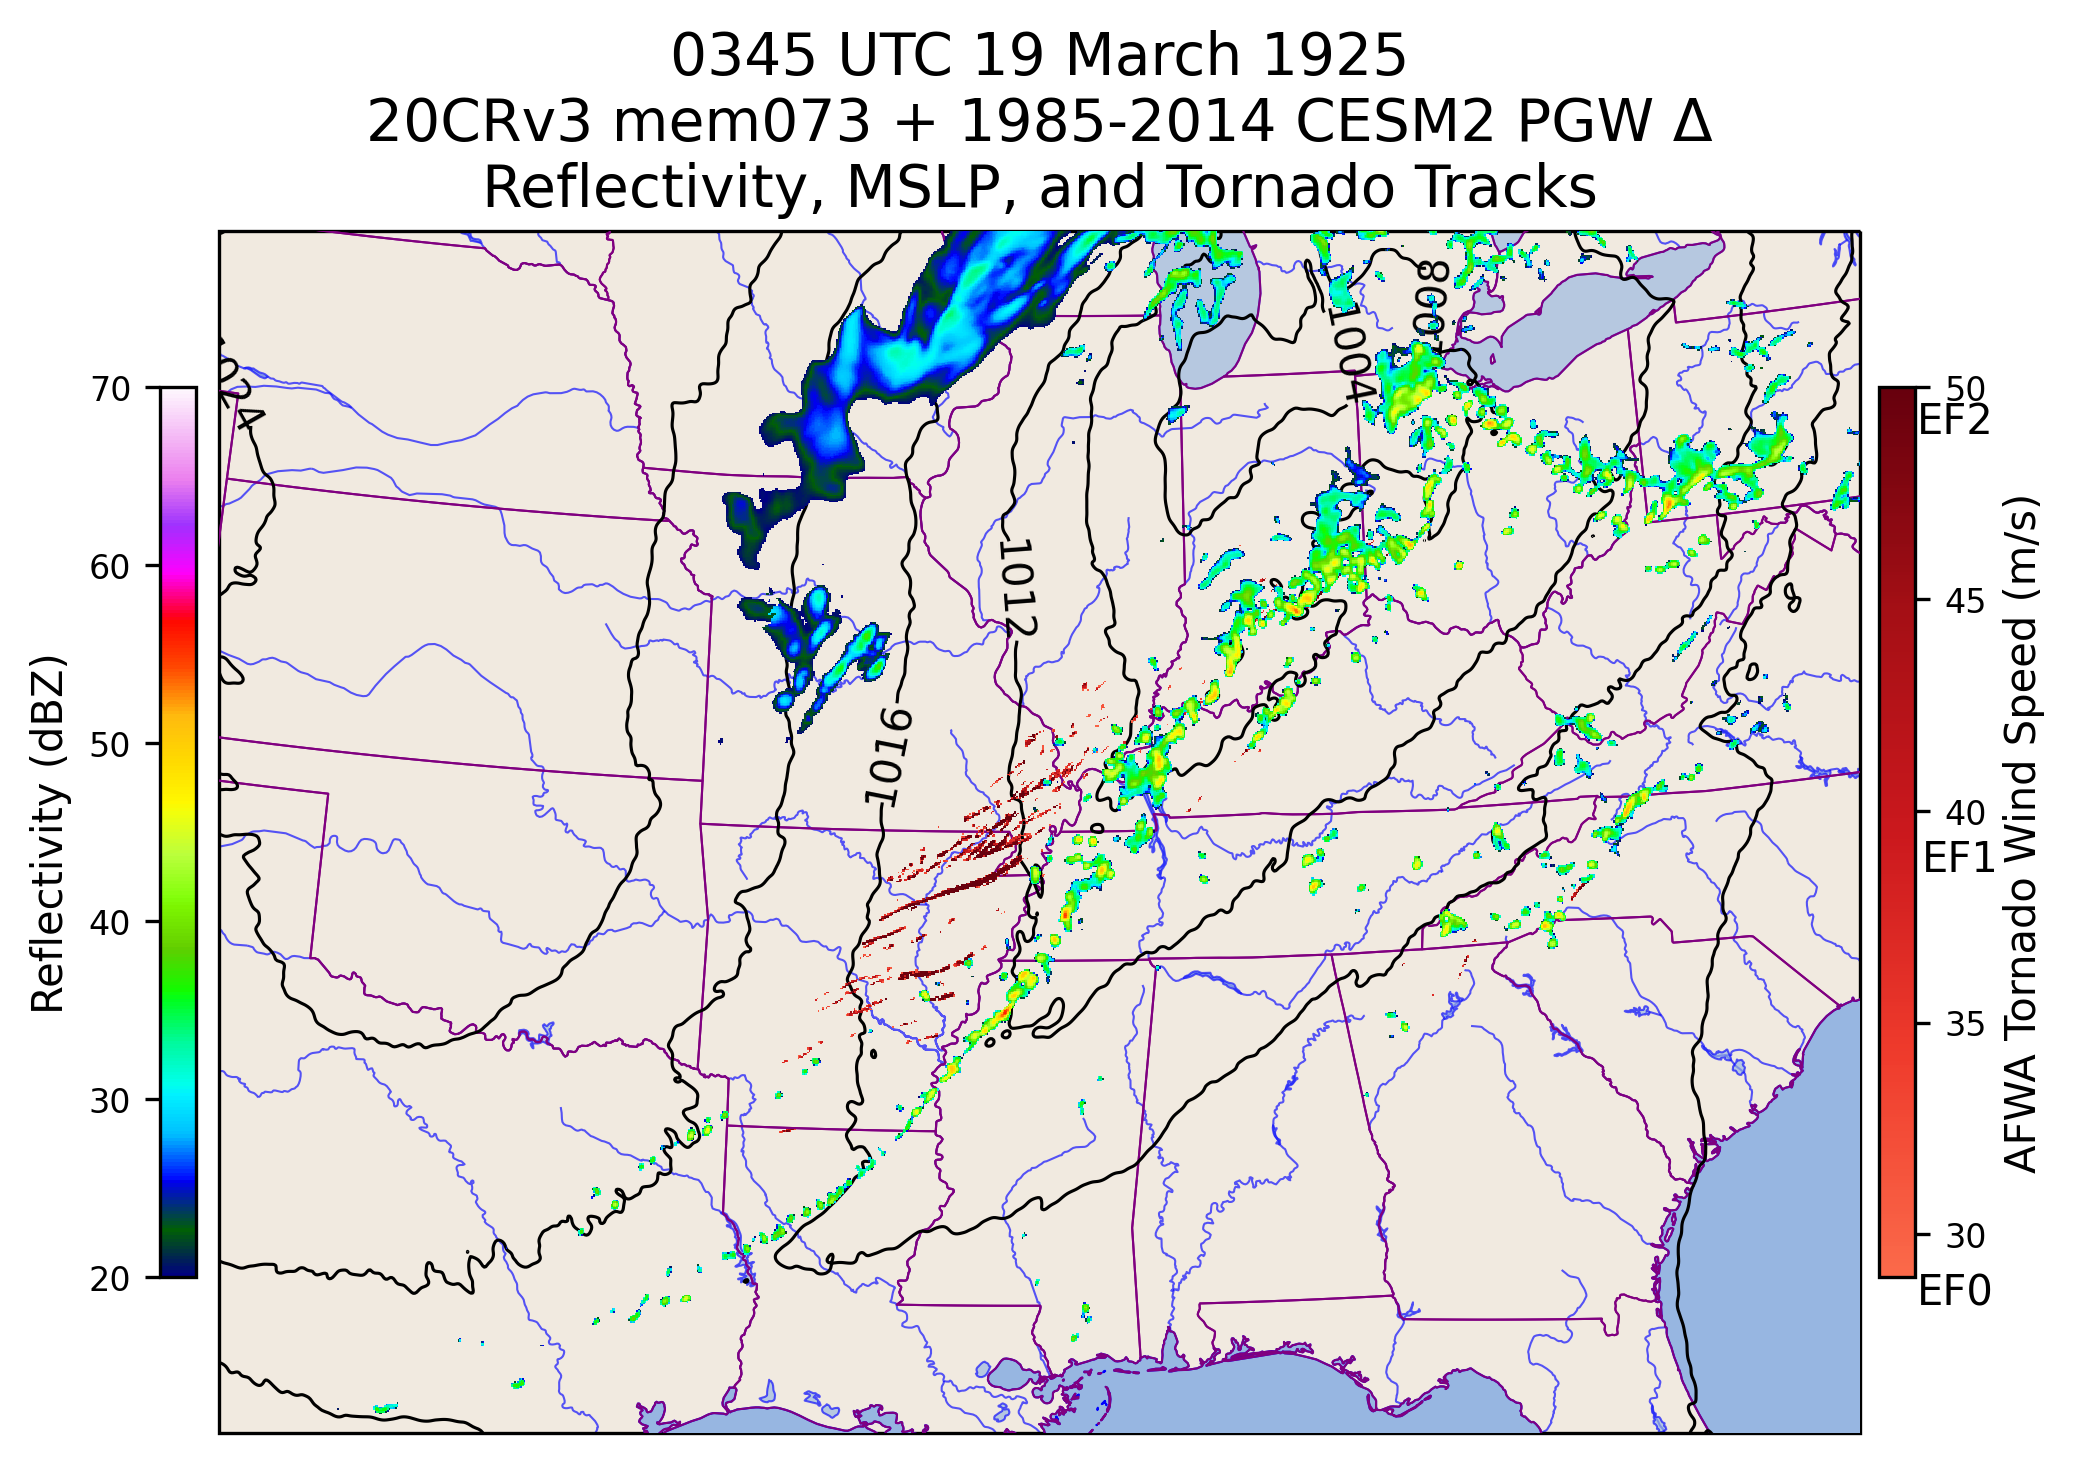 0345 UTC 19 March 1925
20CRv3 mem073 + 1985-2014 CESM2 PGW Δ
Reflectivity, MSLP, and Tornado Tracks
Reflectivity (dBZ)
70
60
50
40
30
20
1024
1008
1004
1012
1016
50
EF2
45
40
EF1
35
30
EF0
AFWA Tornado Wind Speed (m/s)